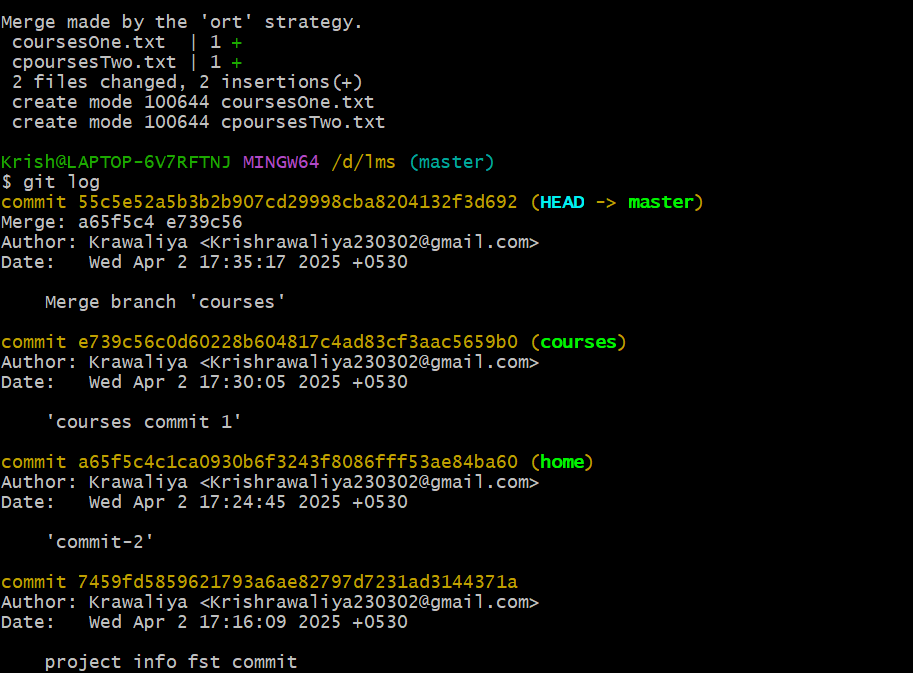 Merge made by the 'ort' strategy.
 coursesOne.txt  | 1 +
 cpoursesTwo.txt | 1 +
 2 files changed, 2 insertions(+)
 create mode 100644 coursesOne.txt
 create mode 100644 cpoursesTwo.txt

Krish@LAPTOP-6V7RFTNJ MINGW64 /d/lms (master)
$ git log
commit 55c5e52a5b3b2b907cd29998cba8204132f3d692 (HEAD -> master)
Merge: a65f5c4 e739c56
Author: Krawaliya <Krishrawaliya230302@gmail.com>
Date:   Wed Apr 2 17:35:17 2025 +0530

    Merge branch 'courses'

commit e739c56c0d60228b604817c4ad83cf3aac5659b0 (courses)
Author: Krawaliya <Krishrawaliya230302@gmail.com>
Date:   Wed Apr 2 17:30:05 2025 +0530

    'courses commit 1'

commit a65f5c4c1ca0930b6f3243f8086fff53ae84ba60 (home)
Author: Krawaliya <Krishrawaliya230302@gmail.com>
Date:   Wed Apr 2 17:24:45 2025 +0530

    'commit-2'

commit 7459fd5859621793a6ae82797d7231ad3144371a
Author: Krawaliya <Krishrawaliya230302@gmail.com>
Date:   Wed Apr 2 17:16:09 2025 +0530

    project info fst commit